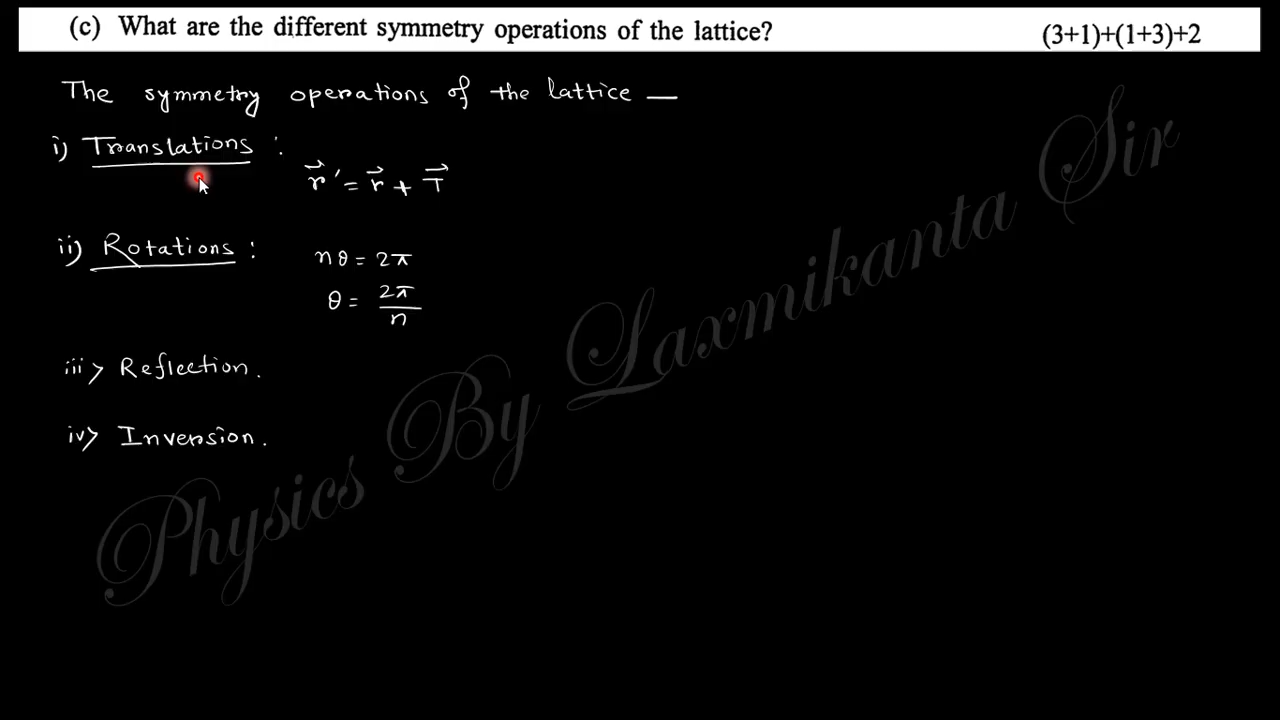 (c) What are the different symmetry operations of the lattice? (3+1)+(1+3)+2
The symmetry operations of the lattice —
i) Translations :
r⃗ ′ = r⃗ + T⃗
ii) Rotations :
nθ = 2π
θ = 2π/n
iii> Reflection.
iv> Inversion.
Physics By Laxmikanta Sir